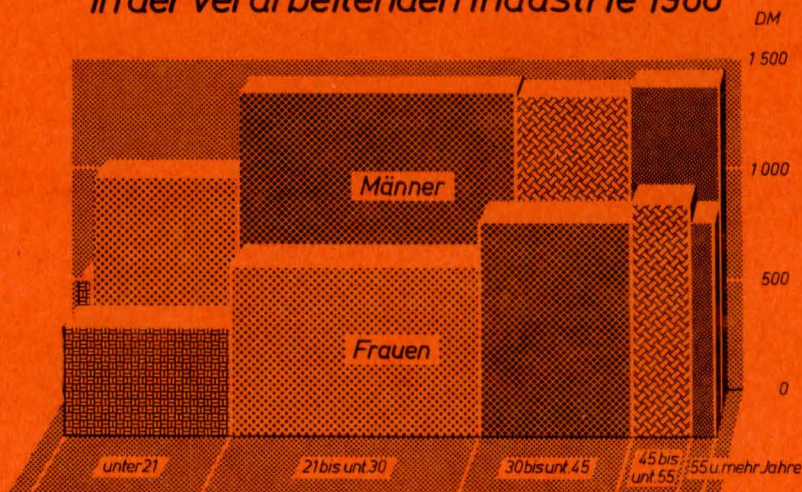 in der verarbeitenden Industrie 1966
DM
1 500
Männer
1 000
500
Frauen
0
unter 21
21 bis unt. 30
30 bis unt. 45
45 bis
unt. 55
55 u. mehr Jahre